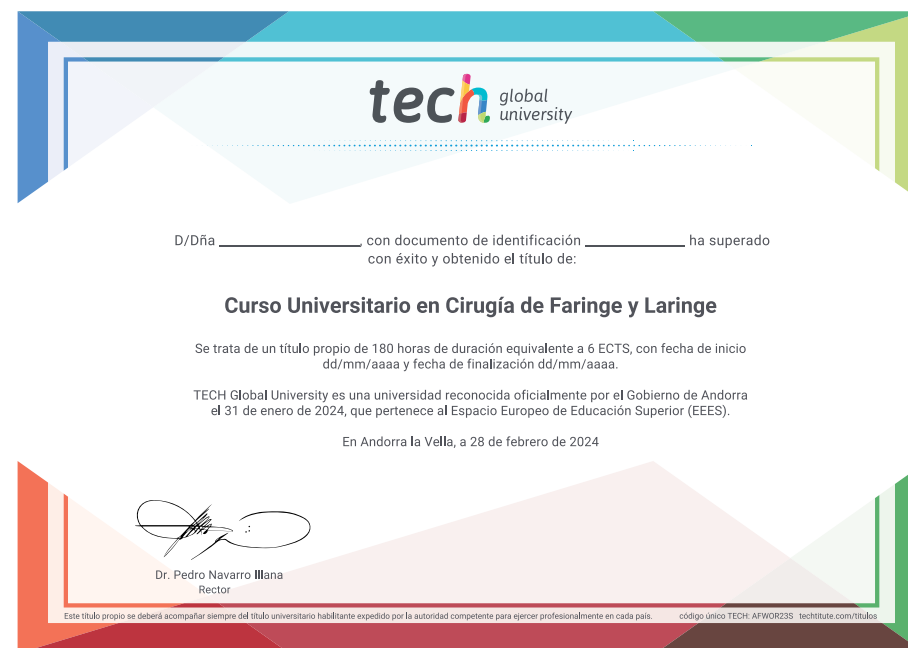 tech global university
D/Dña ______________, con documento de identificación __________ ha superado
con éxito y obtenido el título de:
Curso Universitario en Cirugía de Faringe y Laringe
Se trata de un título propio de 180 horas de duración equivalente a 6 ECTS, con fecha de inicio
dd/mm/aaaa y fecha de finalización dd/mm/aaaa.
TECH Global University es una universidad reconocida oficialmente por el Gobierno de Andorra
el 31 de enero de 2024, que pertenece al Espacio Europeo de Educación Superior (EEES).
En Andorra la Vella, a 28 de febrero de 2024
Dr. Pedro Navarro Illana
Rector
Este título propio se deberá acompañar siempre del título universitario habilitante expedido por la autoridad competente para ejercer profesionalmente en cada país. código único TECH: AFWOR23S techtitute.com/titulos